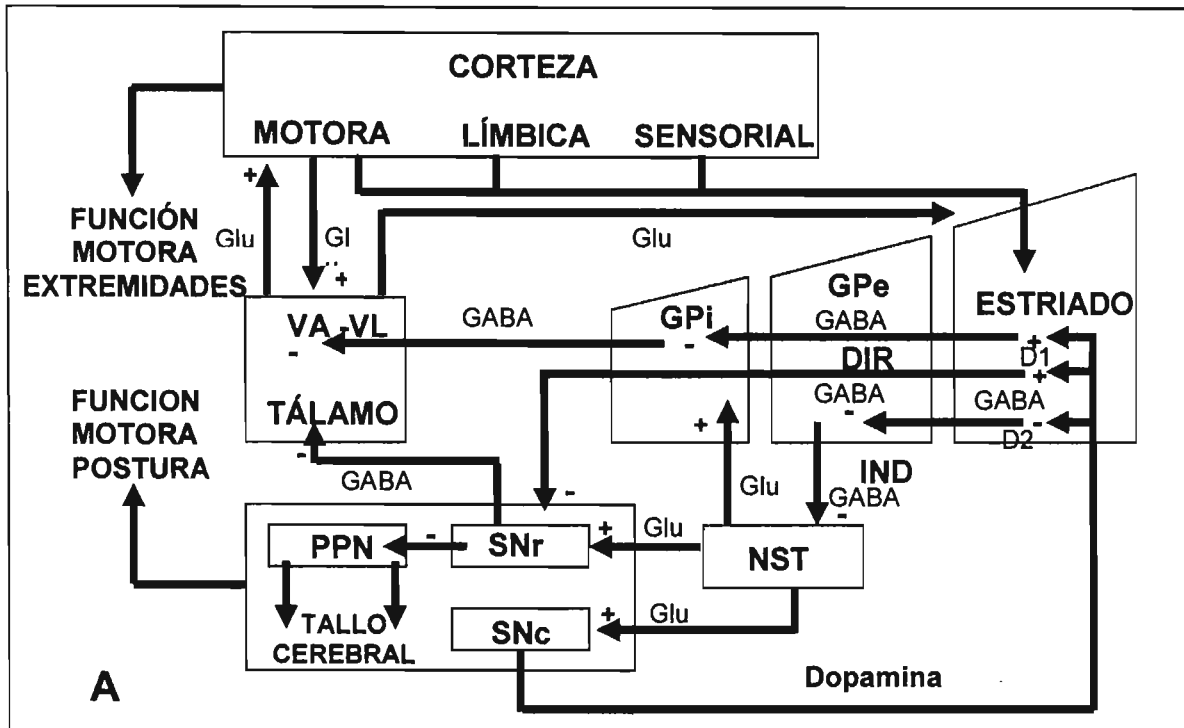 CORTEZA
MOTORA LÍMBICA SENSORIAL
+
FUNCIÓN
MOTORA
EXTREMIDADES
Glu
Gl
+
Glu
VA -VL
-
TÁLAMO
GABA
GPi
-
+
GPe
GABA
DIR
GABA
-
ESTRIADO
+
D1
+
GABA
-
D2
FUNCION
MOTORA
POSTURA
-
GABA
-
IND
Glu
GABA
-
PPN
-
SNr
+
Glu
NST
TALLO
CEREBRAL
SNc
+
Glu
A
Dopamina